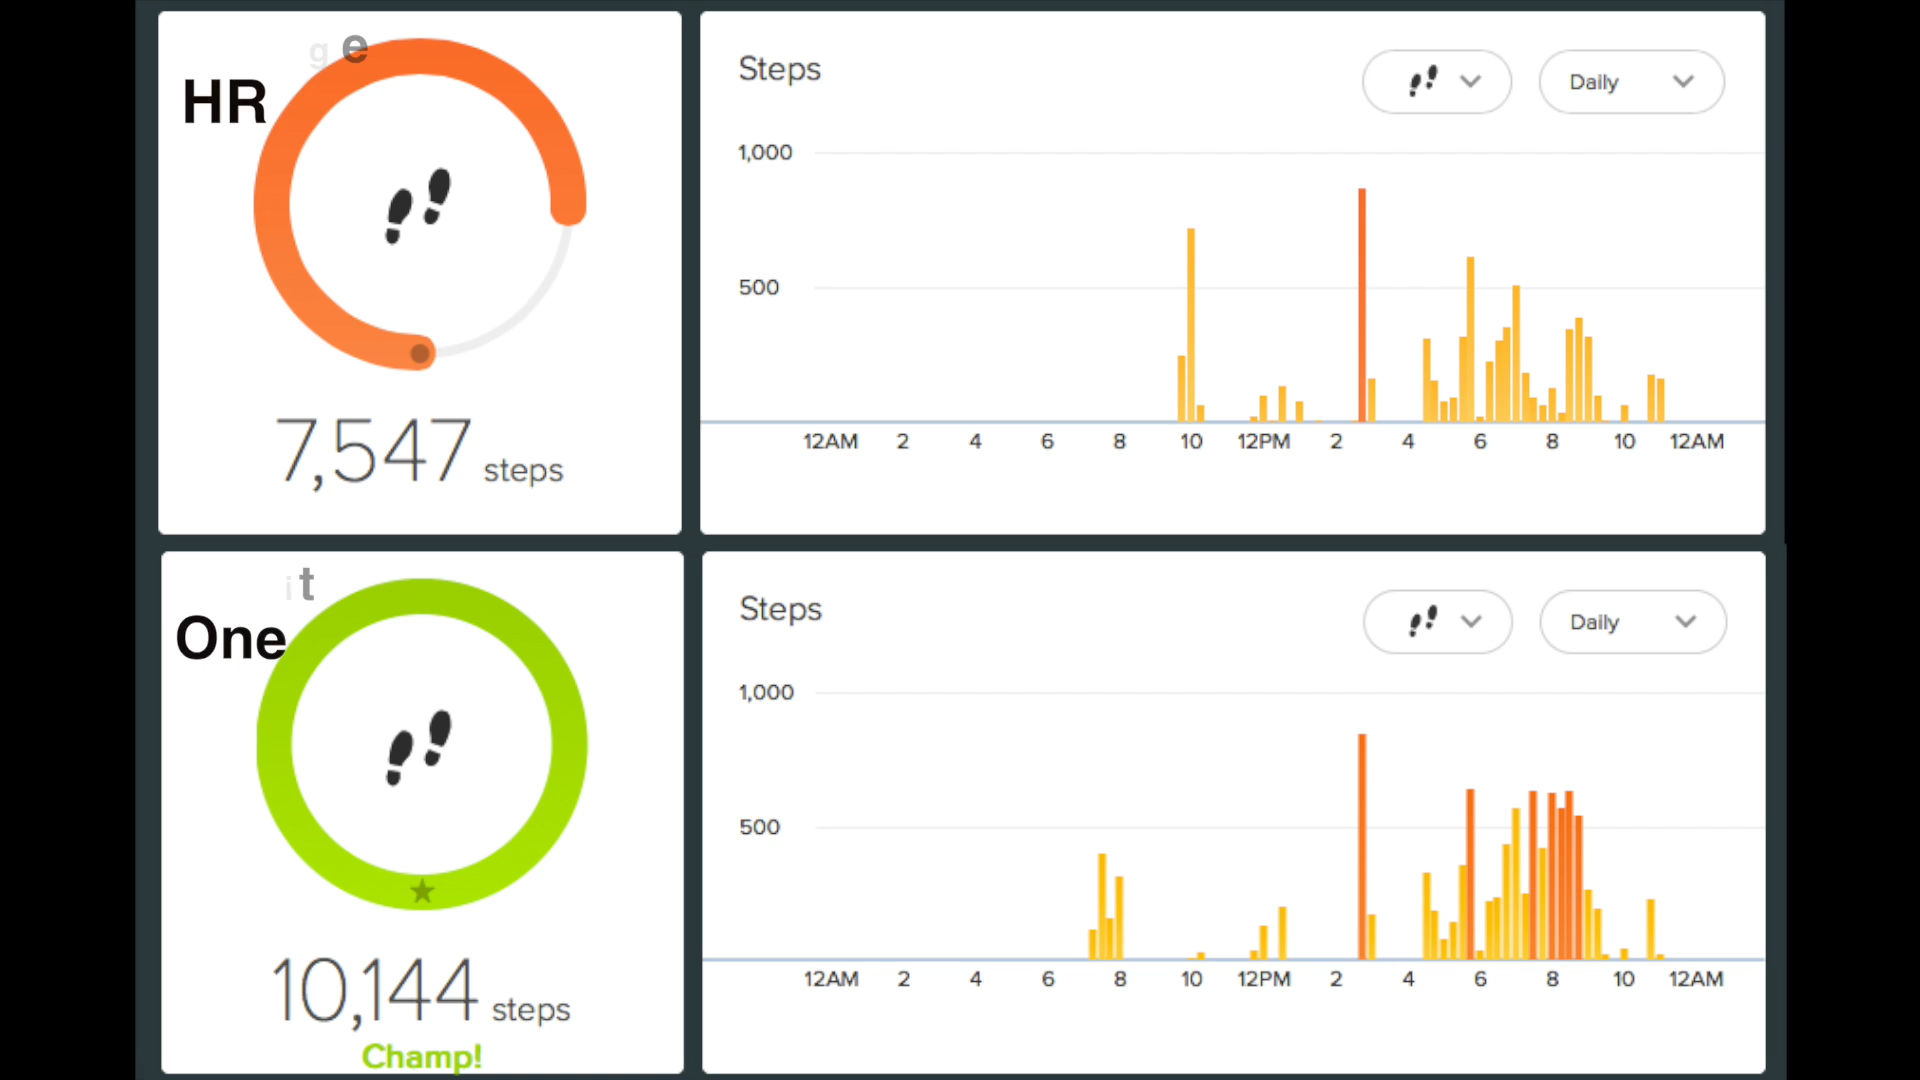 g e
HR
7,547 steps
Steps
Daily
1,000
500
12AM 2 4 6 8 10 12PM 2 4 6 8 10 12AM
i t
One
10,144 steps
Champ!
Steps
Daily
1,000
500
12AM 2 4 6 8 10 12PM 2 4 6 8 10 12AM